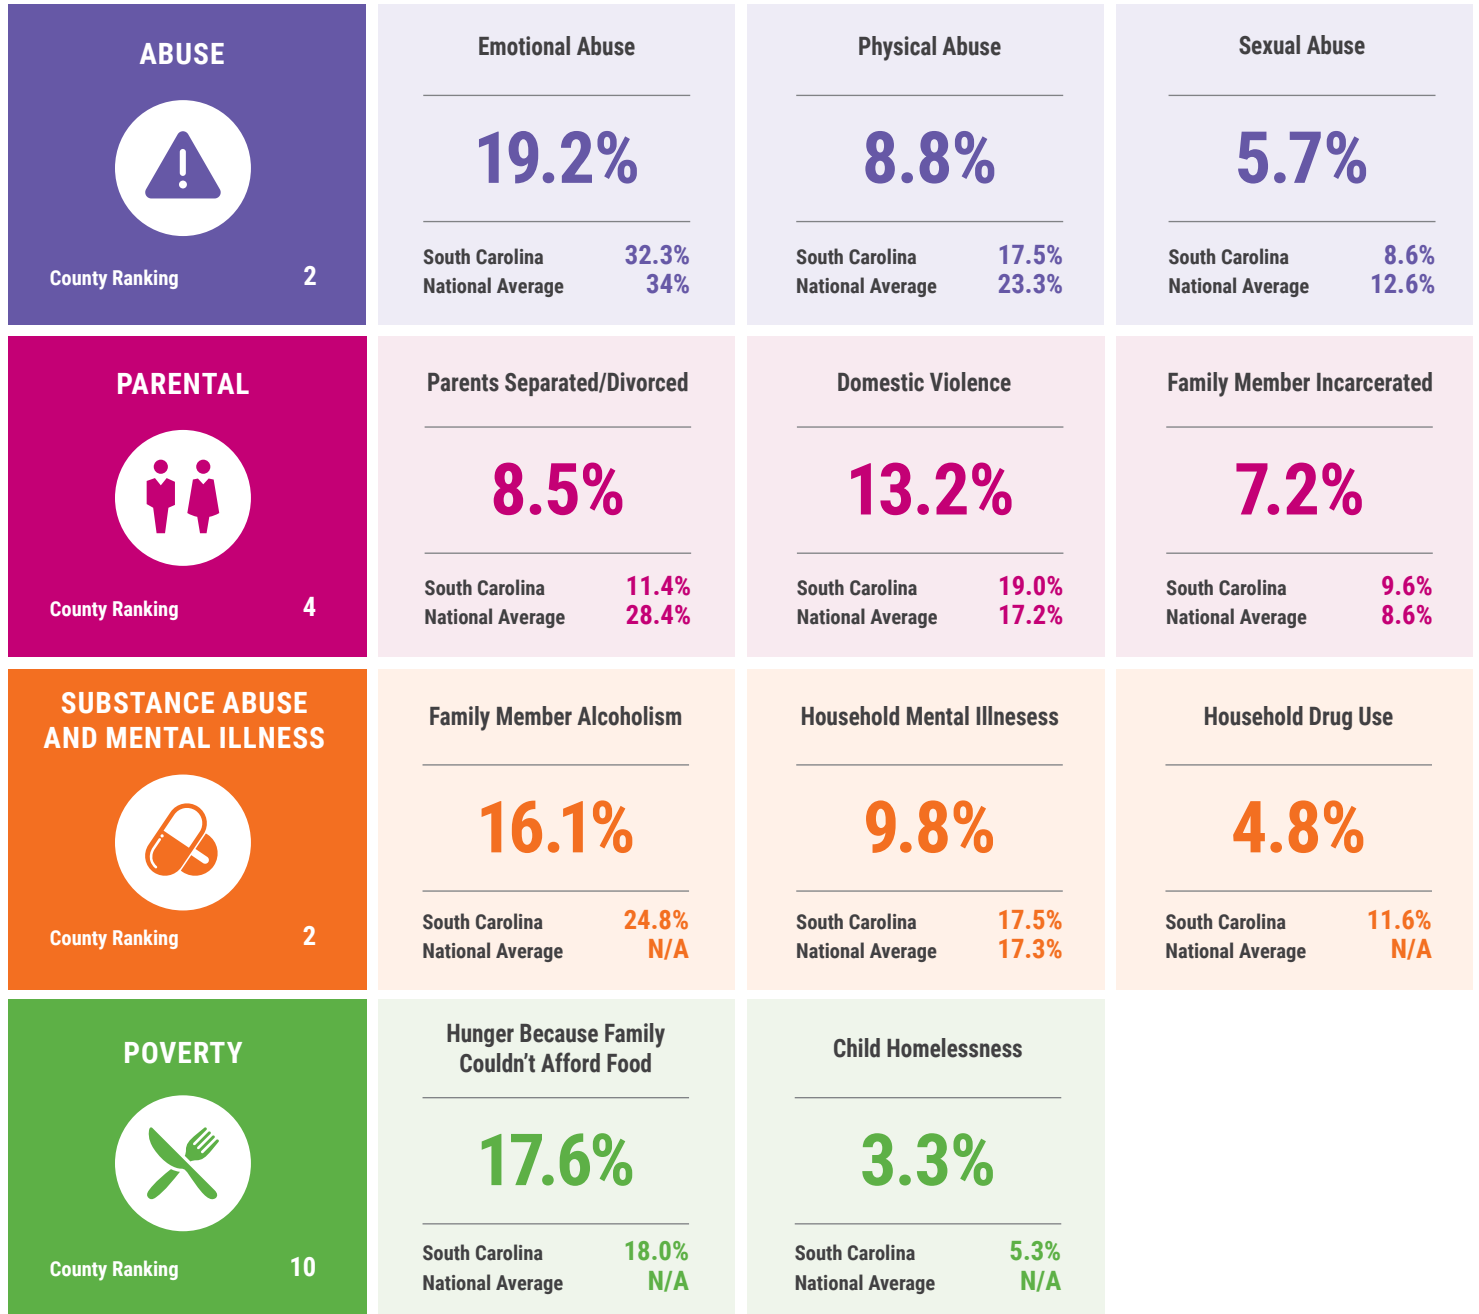 ABUSE
County Ranking 2
Emotional Abuse
19.2%
South Carolina 32.3%
National Average 34%
Physical Abuse
8.8%
South Carolina 17.5%
National Average 23.3%
Sexual Abuse
5.7%
South Carolina 8.6%
National Average 12.6%
PARENTAL
County Ranking 4
Parents Separated/Divorced
8.5%
South Carolina 11.4%
National Average 28.4%
Domestic Violence
13.2%
South Carolina 19.0%
National Average 17.2%
Family Member Incarcerated
7.2%
South Carolina 9.6%
National Average 8.6%
SUBSTANCE ABUSE
AND MENTAL ILLNESS
County Ranking 2
Family Member Alcoholism
16.1%
South Carolina 24.8%
National Average N/A
Household Mental Illnesess
9.8%
South Carolina 17.5%
National Average 17.3%
Household Drug Use
4.8%
South Carolina 11.6%
National Average N/A
POVERTY
County Ranking 10
Hunger Because Family
Couldn’t Afford Food
17.6%
South Carolina 18.0%
National Average N/A
Child Homelessness
3.3%
South Carolina 5.3%
National Average N/A